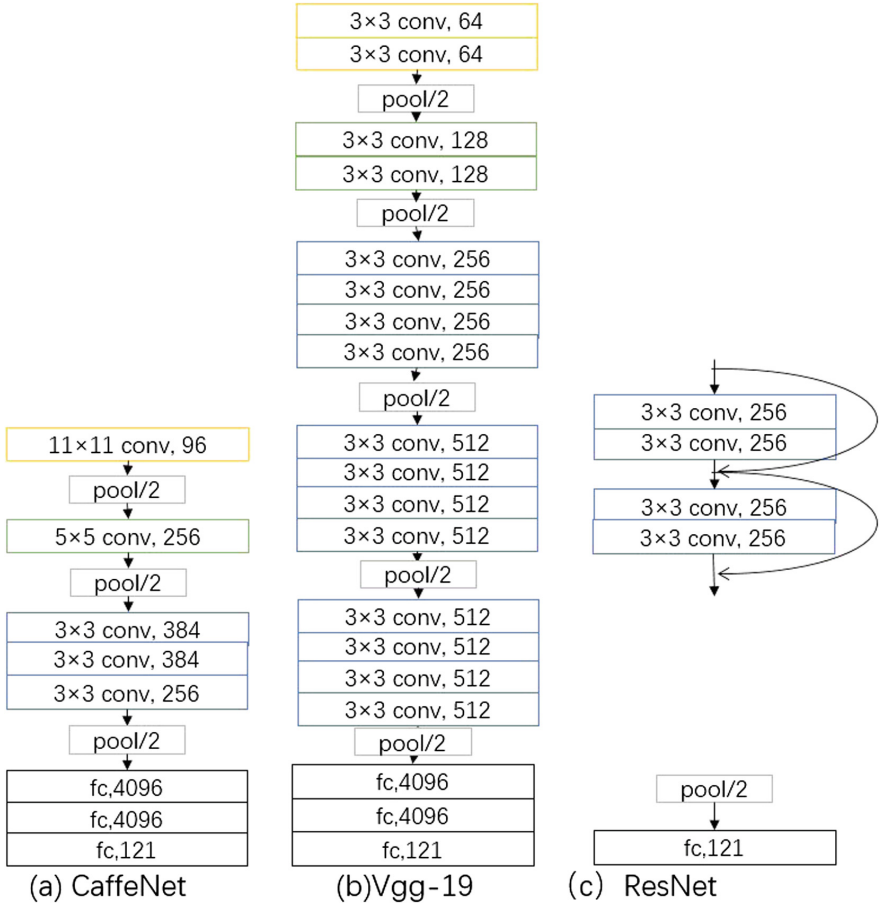 11×11 conv, 96
pool/2
5×5 conv, 256
pool/2
3×3 conv, 384
3×3 conv, 384
3×3 conv, 256
pool/2
fc,4096
fc,4096
fc,121
(a) CaffeNet
3×3 conv, 64
3×3 conv, 64
pool/2
3×3 conv, 128
3×3 conv, 128
pool/2
3×3 conv, 256
3×3 conv, 256
3×3 conv, 256
3×3 conv, 256
pool/2
3×3 conv, 512
3×3 conv, 512
3×3 conv, 512
3×3 conv, 512
pool/2
3×3 conv, 512
3×3 conv, 512
3×3 conv, 512
3×3 conv, 512
pool/2
fc,4096
fc,4096
fc,121
(b)Vgg-19
3×3 conv, 256
3×3 conv, 256
3×3 conv, 256
3×3 conv, 256
pool/2
fc,121
（c） ResNet